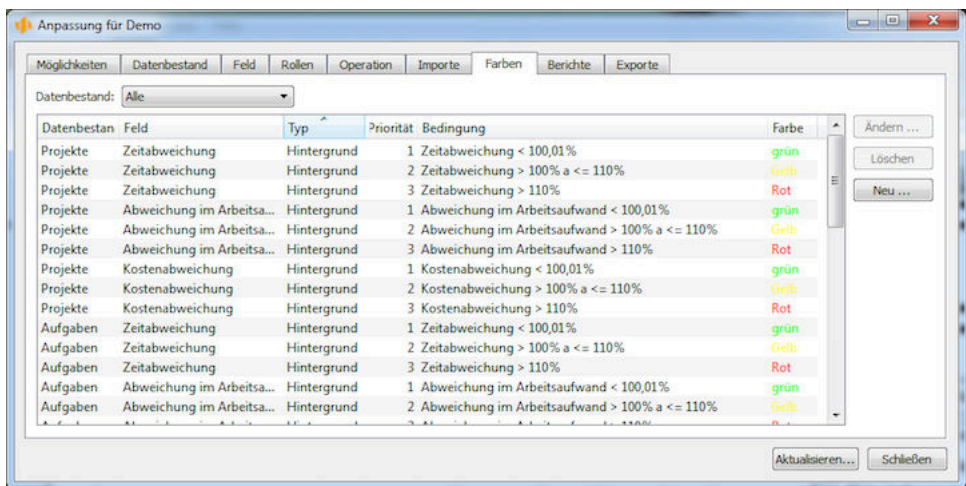 Anpassung für Demo
Möglichkeiten Datenbestand Feld Rollen Operation Importe Farben Berichte Exporte
Datenbestand: Alle
Datenbestan Feld Typ Priorität Bedingung Farbe
Ändern ...
Projekte Zeitabweichung Hintergrund 1 Zeitabweichung < 100,01% grün
Löschen
Projekte Zeitabweichung Hintergrund 2 Zeitabweichung > 100% a <= 110% Gelb
Projekte Zeitabweichung Hintergrund 3 Zeitabweichung > 110% Rot
Neu ...
Projekte Abweichung im Arbeitsa... Hintergrund 1 Abweichung im Arbeitsaufwand < 100,01% grün
Projekte Abweichung im Arbeitsa... Hintergrund 2 Abweichung im Arbeitsaufwand > 100% a <= 110% Gelb
Projekte Abweichung im Arbeitsa... Hintergrund 3 Abweichung im Arbeitsaufwand > 110% Rot
Projekte Kostenabweichung Hintergrund 1 Kostenabweichung < 100,01% grün
Projekte Kostenabweichung Hintergrund 2 Kostenabweichung > 100% a <= 110% Gelb
Projekte Kostenabweichung Hintergrund 3 Kostenabweichung > 110% Rot
Aufgaben Zeitabweichung Hintergrund 1 Zeitabweichung < 100,01% grün
Aufgaben Zeitabweichung Hintergrund 2 Zeitabweichung > 100% a <= 110% Gelb
Aufgaben Zeitabweichung Hintergrund 3 Zeitabweichung > 110% Rot
Aufgaben Abweichung im Arbeitsa... Hintergrund 1 Abweichung im Arbeitsaufwand < 100,01% grün
Aufgaben Abweichung im Arbeitsa... Hintergrund 2 Abweichung im Arbeitsaufwand > 100% a <= 110% Gelb
Aktualisieren... Schließen